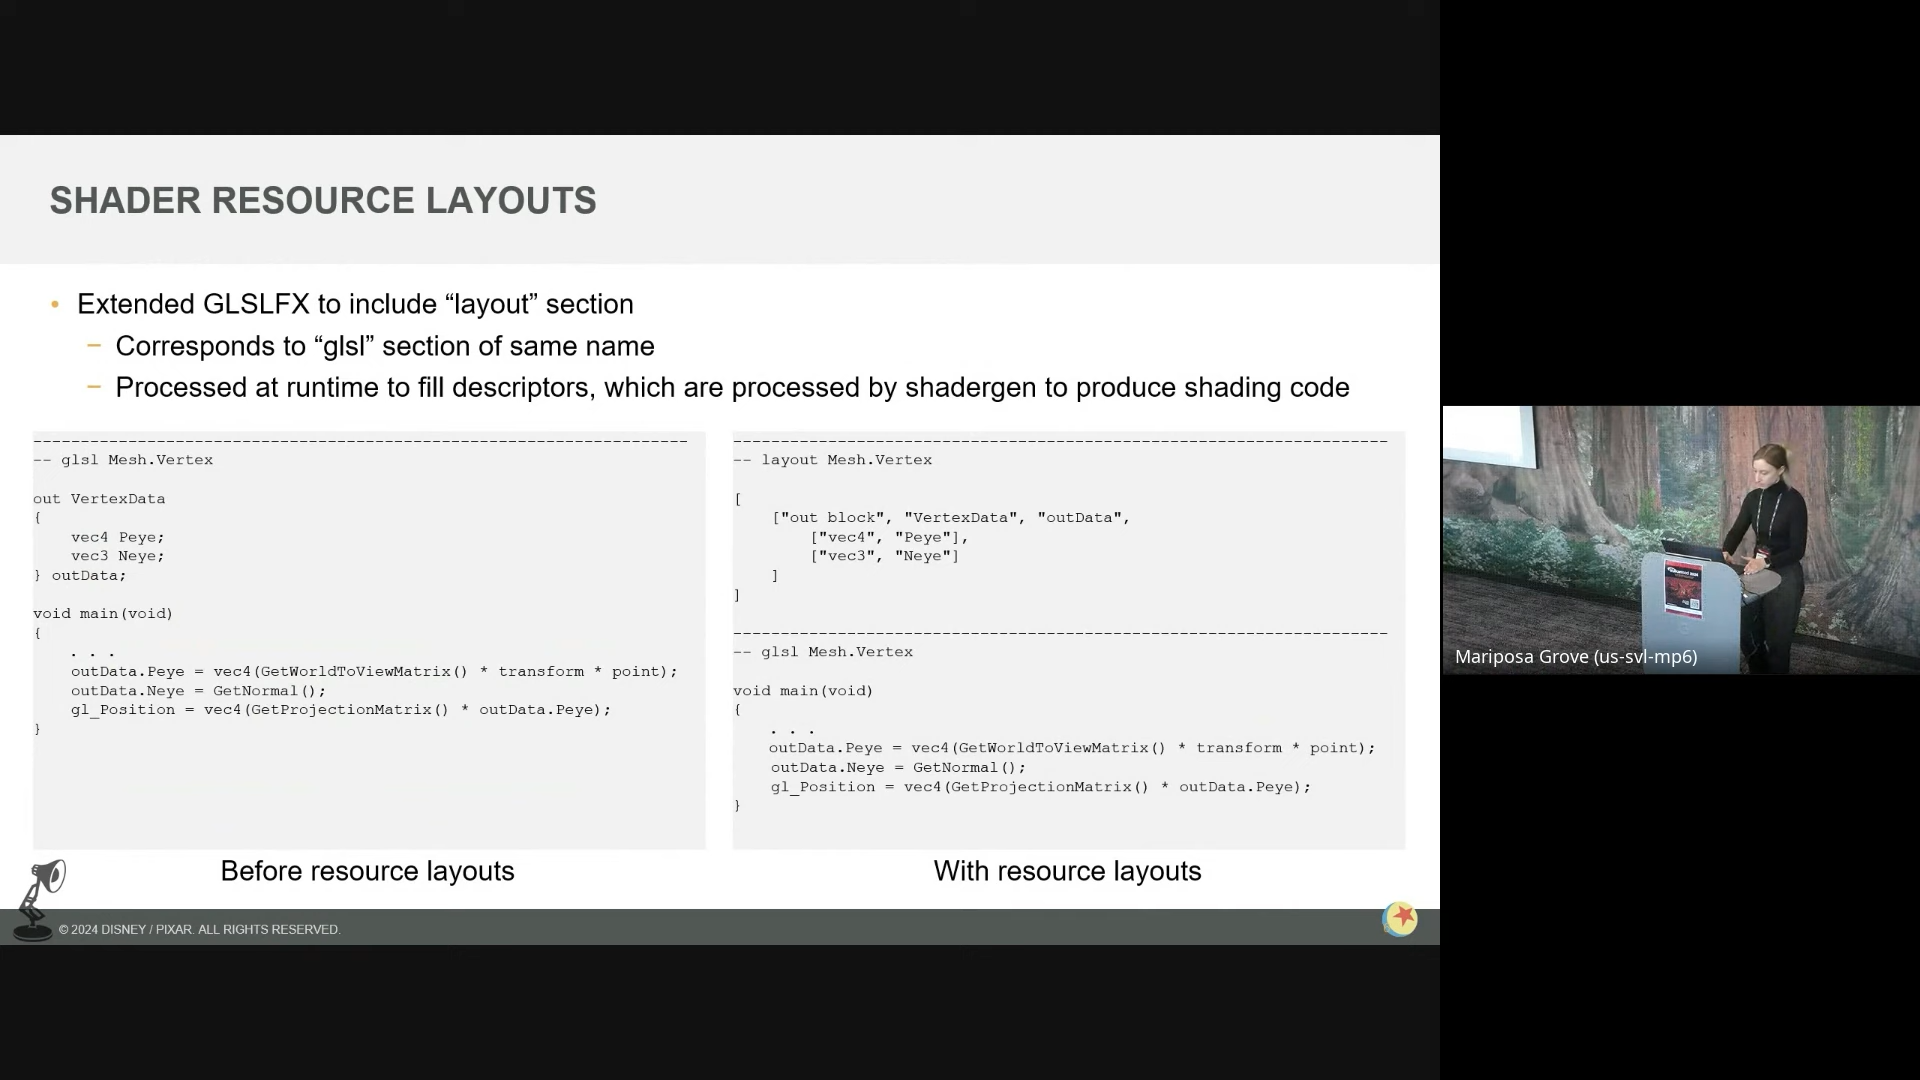 SHADER RESOURCE LAYOUTS
• Extended GLSLFX to include “layout” section
– Corresponds to “glsl” section of same name
– Processed at runtime to fill descriptors, which are processed by shadergen to produce shading code
----------------------------------------------------------------------
-- glsl Mesh.Vertex
out VertexData
{
    vec4 Peye;
    vec3 Neye;
} outData;
void main(void)
{
    . . .
    outData.Peye = vec4(GetWorldToViewMatrix() * transform * point);
    outData.Neye = GetNormal();
    gl_Position = vec4(GetProjectionMatrix() * outData.Peye);
}
Before resource layouts
----------------------------------------------------------------------
-- layout Mesh.Vertex
[
    ["out block", "VertexData", "outData",
        ["vec4", "Peye"],
        ["vec3", "Neye"]
    ]
]
----------------------------------------------------------------------
-- glsl Mesh.Vertex
void main(void)
{
    . . .
    outData.Peye = vec4(GetWorldToViewMatrix() * transform * point);
    outData.Neye = GetNormal();
    gl_Position = vec4(GetProjectionMatrix() * outData.Peye);
}
With resource layouts
© 2024 DISNEY / PIXAR. ALL RIGHTS RESERVED.
Mariposa Grove (us-svl-mp6)